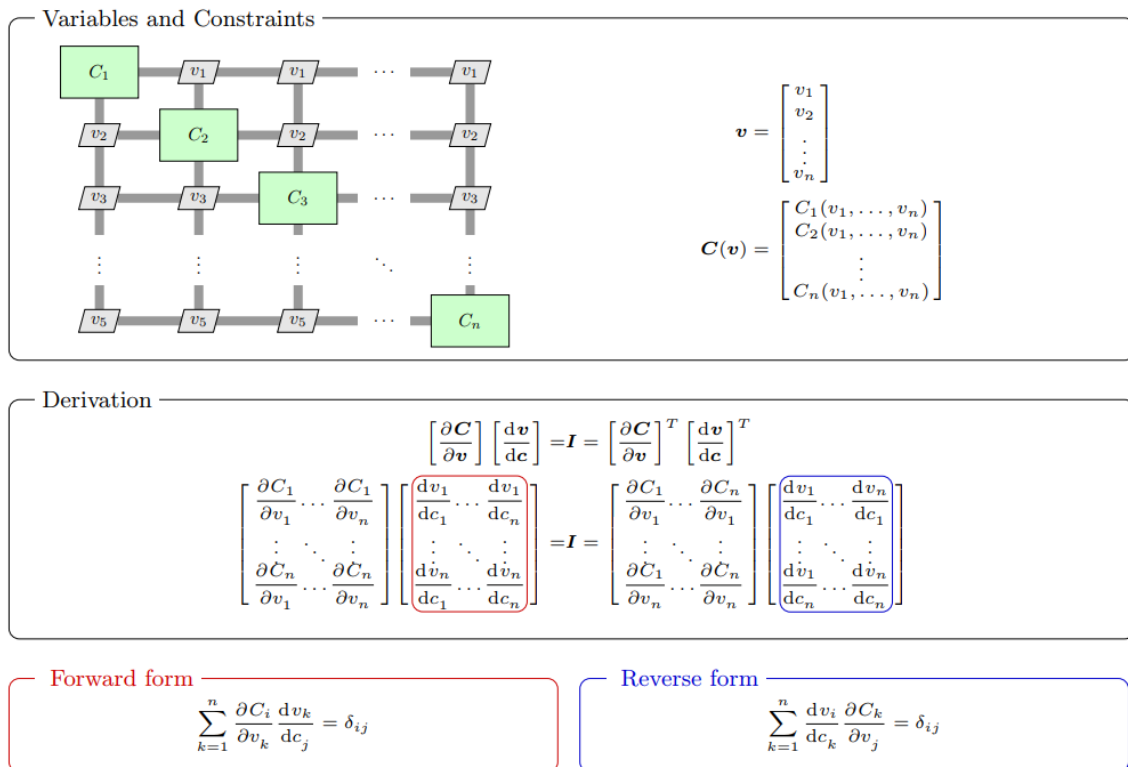 Variables and Constraints
C₁ v₁ v₁ ⋯ v₁
v₂ C₂ v₂ ⋯ v₂
v₃ v₃ C₃ ⋯ v₃
⋮ ⋮ ⋮ ⋱ ⋮
v₅ v₅ v₅ ⋯ Cₙ
v = [v₁ v₂ ⋮ vₙ]
C(v) = [C₁(v₁, . . . , vₙ) C₂(v₁, . . . , vₙ) ⋮ Cₙ(v₁, . . . , vₙ)]
Derivation
[∂C/∂v] [dv/dc] =I= [∂C/∂v]ᵀ [dv/dc]ᵀ
[∂C₁/∂v₁ ⋯ ∂C₁/∂vₙ ⋮ ⋱ ⋮ ∂Cₙ/∂v₁ ⋯ ∂Cₙ/∂vₙ] [dv₁/dc₁ ⋯ dv₁/dcₙ ⋮ ⋱ ⋮ dvₙ/dc₁ ⋯ dvₙ/dcₙ] =I= [∂C₁/∂v₁ ⋯ ∂Cₙ/∂v₁ ⋮ ⋱ ⋮ ∂C₁/∂vₙ ⋯ ∂Cₙ/∂vₙ] [dv₁/dc₁ ⋯ dvₙ/dc₁ ⋮ ⋱ ⋮ dv₁/dcₙ ⋯ dvₙ/dcₙ]
Forward form
∑ₖ₌₁ⁿ ∂Cᵢ/∂vₖ dvₖ/dcⱼ = δᵢⱼ
Reverse form
∑ₖ₌₁ⁿ dvᵢ/dcₖ ∂Cₖ/∂vⱼ = δᵢⱼ